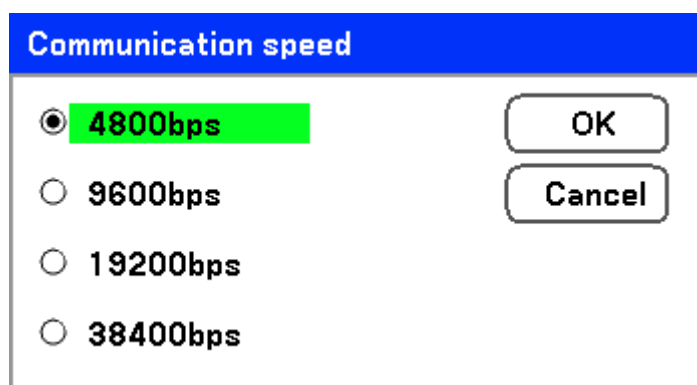 Communication speed
4800bps
OK
9600bps
Cancel
19200bps
38400bps